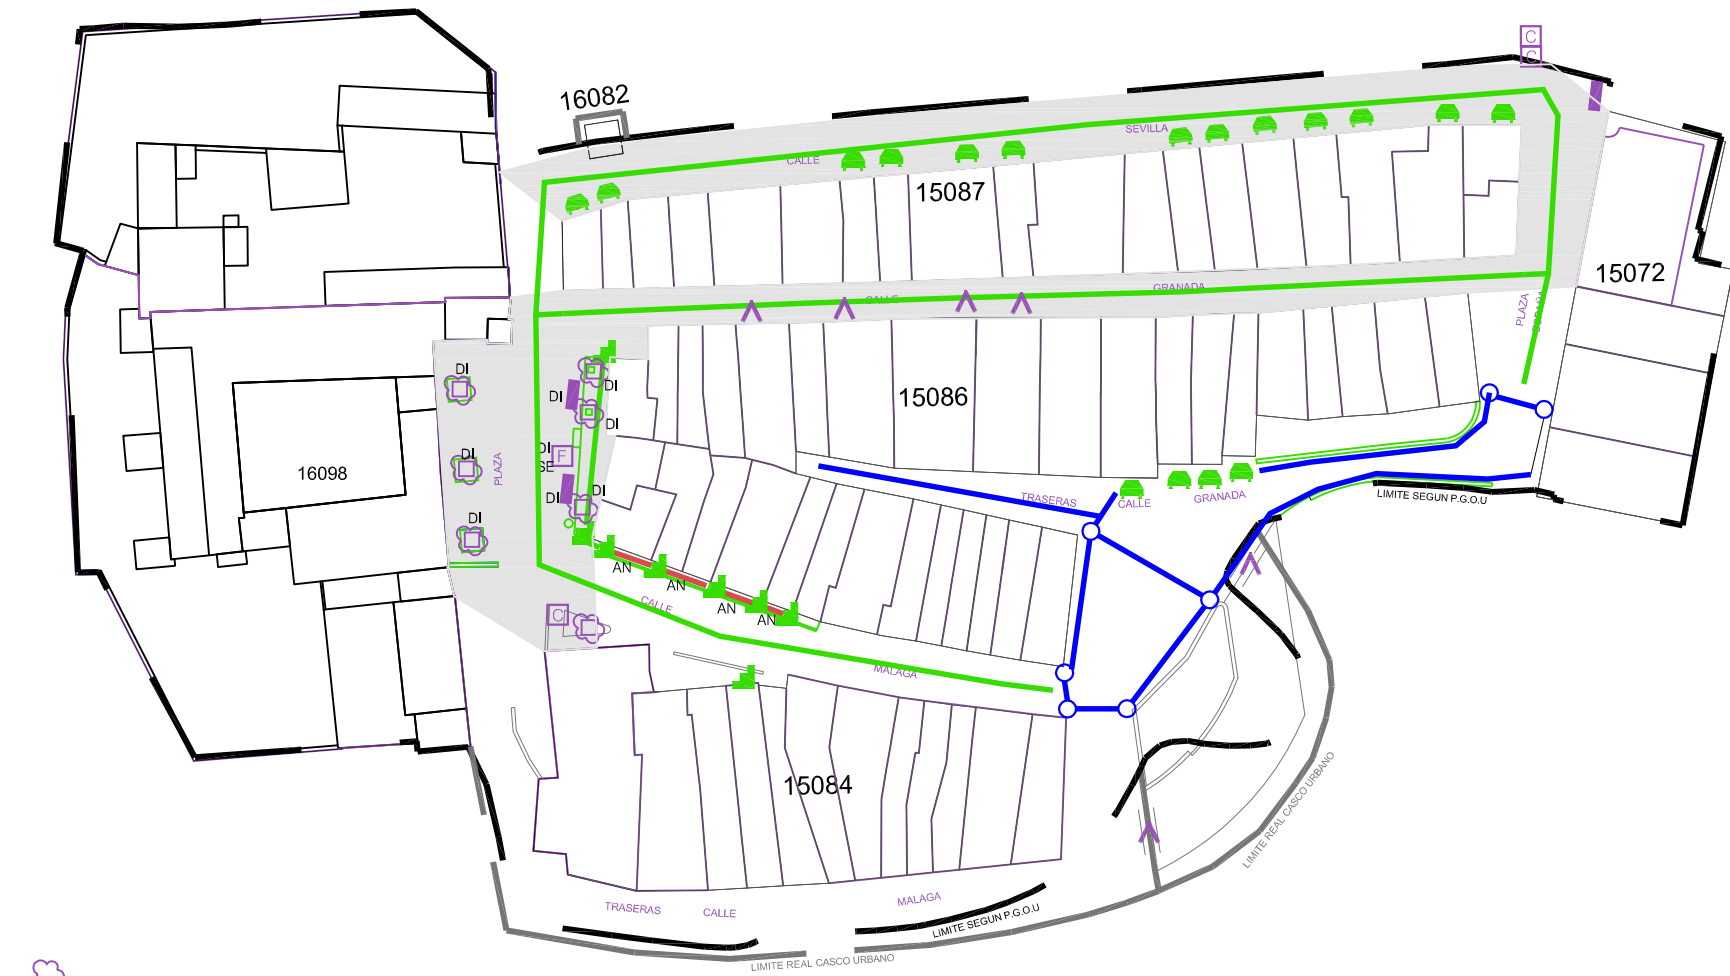 C
C
16082
CALLE
SEVILLA
15087
15072
CALLE
GRANADA
PLAZA
DI
DI
DI
DI
15086
DI
SE
F
DI
PLAZA
16098
DI
DI
DI
TRASERAS
CALLE
GRANADA
LIMITE SEGUN P.G.O.U
AN
AN
AN
AN
C
CALLE
MALAGA
15084
LIMITE REAL CASCO URBANO
TRASERAS
CALLE
MALAGA
LIMITE SEGUN P.G.O.U
LIMITE REAL CASCO URBANO